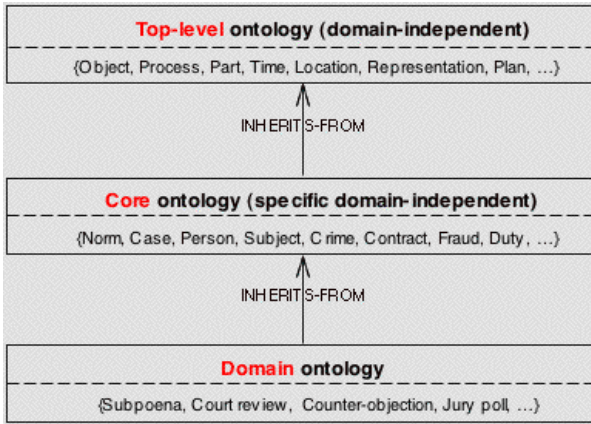 Top-level ontology (domain-independent)
{Object, Process, Part, Time, Location, Representation, Plan, ...}
INHERITS-FROM
Core ontology (specific domain-independent)
{Norm, Case, Person, Subject, Crime, Contract, Fraud, Duty, ...}
INHERITS-FROM
Domain ontology
{Subpoena, Court review, Counter-objection, Jury poll, ...}